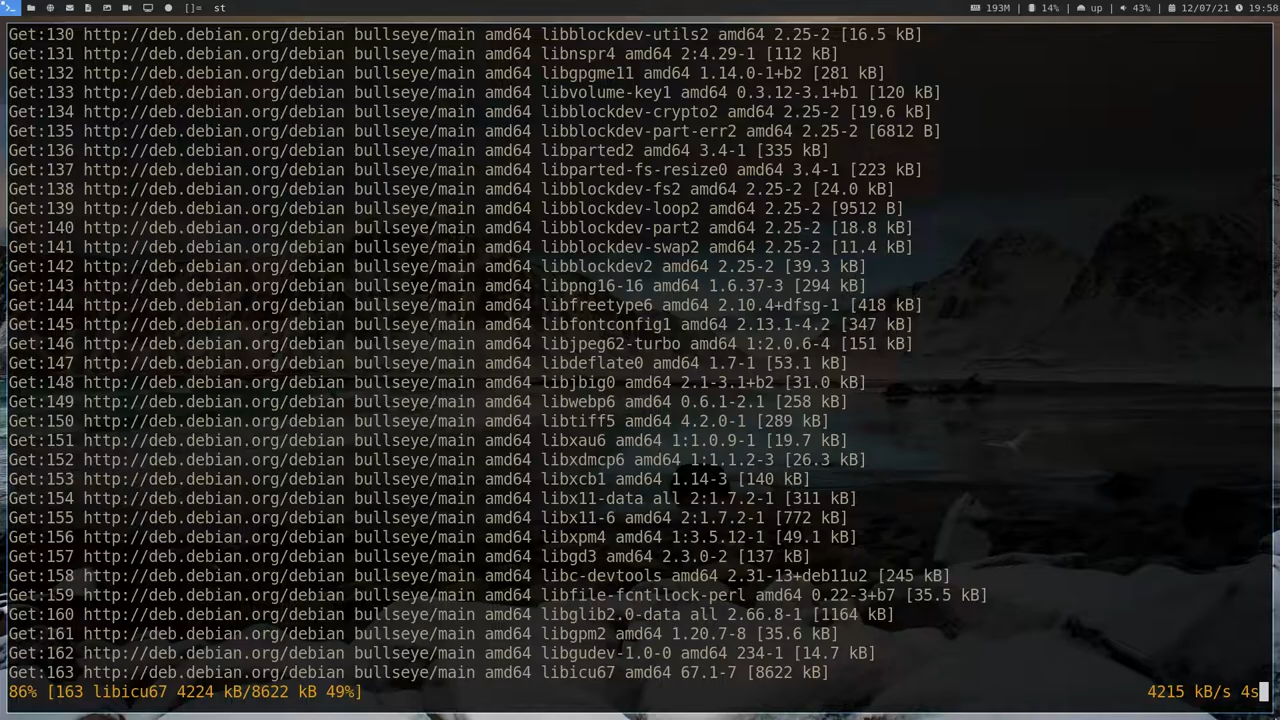 []= st 193M | 14% | up | 43% | 12/07/21 19:58
Get:130 http://deb.debian.org/debian bullseye/main amd64 libblockdev-utils2 amd64 2.25-2 [16.5 kB]
Get:131 http://deb.debian.org/debian bullseye/main amd64 libnspr4 amd64 2:4.29-1 [112 kB]
Get:132 http://deb.debian.org/debian bullseye/main amd64 libgpgme11 amd64 1.14.0-1+b2 [281 kB]
Get:133 http://deb.debian.org/debian bullseye/main amd64 libvolume-key1 amd64 0.3.12-3.1+b1 [120 kB]
Get:134 http://deb.debian.org/debian bullseye/main amd64 libblockdev-crypto2 amd64 2.25-2 [19.6 kB]
Get:135 http://deb.debian.org/debian bullseye/main amd64 libblockdev-part-err2 amd64 2.25-2 [6812 B]
Get:136 http://deb.debian.org/debian bullseye/main amd64 libparted2 amd64 3.4-1 [335 kB]
Get:137 http://deb.debian.org/debian bullseye/main amd64 libparted-fs-resize0 amd64 3.4-1 [223 kB]
Get:138 http://deb.debian.org/debian bullseye/main amd64 libblockdev-fs2 amd64 2.25-2 [24.0 kB]
Get:139 http://deb.debian.org/debian bullseye/main amd64 libblockdev-loop2 amd64 2.25-2 [9512 B]
Get:140 http://deb.debian.org/debian bullseye/main amd64 libblockdev-part2 amd64 2.25-2 [18.8 kB]
Get:141 http://deb.debian.org/debian bullseye/main amd64 libblockdev-swap2 amd64 2.25-2 [11.4 kB]
Get:142 http://deb.debian.org/debian bullseye/main amd64 libblockdev2 amd64 2.25-2 [39.3 kB]
Get:143 http://deb.debian.org/debian bullseye/main amd64 libpng16-16 amd64 1.6.37-3 [294 kB]
Get:144 http://deb.debian.org/debian bullseye/main amd64 libfreetype6 amd64 2.10.4+dfsg-1 [418 kB]
Get:145 http://deb.debian.org/debian bullseye/main amd64 libfontconfig1 amd64 2.13.1-4.2 [347 kB]
Get:146 http://deb.debian.org/debian bullseye/main amd64 libjpeg62-turbo amd64 1:2.0.6-4 [151 kB]
Get:147 http://deb.debian.org/debian bullseye/main amd64 libdeflate0 amd64 1.7-1 [53.1 kB]
Get:148 http://deb.debian.org/debian bullseye/main amd64 libjbig0 amd64 2.1-3.1+b2 [31.0 kB]
Get:149 http://deb.debian.org/debian bullseye/main amd64 libwebp6 amd64 0.6.1-2.1 [258 kB]
Get:150 http://deb.debian.org/debian bullseye/main amd64 libtiff5 amd64 4.2.0-1 [289 kB]
Get:151 http://deb.debian.org/debian bullseye/main amd64 libxau6 amd64 1:1.0.9-1 [19.7 kB]
Get:152 http://deb.debian.org/debian bullseye/main amd64 libxdmcp6 amd64 1:1.1.2-3 [26.3 kB]
Get:153 http://deb.debian.org/debian bullseye/main amd64 libxcb1 amd64 1.14-3 [140 kB]
Get:154 http://deb.debian.org/debian bullseye/main amd64 libx11-data all 2:1.7.2-1 [311 kB]
Get:155 http://deb.debian.org/debian bullseye/main amd64 libx11-6 amd64 2:1.7.2-1 [772 kB]
Get:156 http://deb.debian.org/debian bullseye/main amd64 libxpm4 amd64 1:3.5.12-1 [49.1 kB]
Get:157 http://deb.debian.org/debian bullseye/main amd64 libgd3 amd64 2.3.0-2 [137 kB]
Get:158 http://deb.debian.org/debian bullseye/main amd64 libc-devtools amd64 2.31-13+deb11u2 [245 kB]
Get:159 http://deb.debian.org/debian bullseye/main amd64 libfile-fcntllock-perl amd64 0.22-3+b7 [35.5 kB]
Get:160 http://deb.debian.org/debian bullseye/main amd64 libglib2.0-data all 2.66.8-1 [1164 kB]
Get:161 http://deb.debian.org/debian bullseye/main amd64 libgpm2 amd64 1.20.7-8 [35.6 kB]
Get:162 http://deb.debian.org/debian bullseye/main amd64 libgudev-1.0-0 amd64 234-1 [14.7 kB]
Get:163 http://deb.debian.org/debian bullseye/main amd64 libicu67 amd64 67.1-7 [8622 kB]
86% [163 libicu67 4224 kB/8622 kB 49%] 4215 kB/s 4s